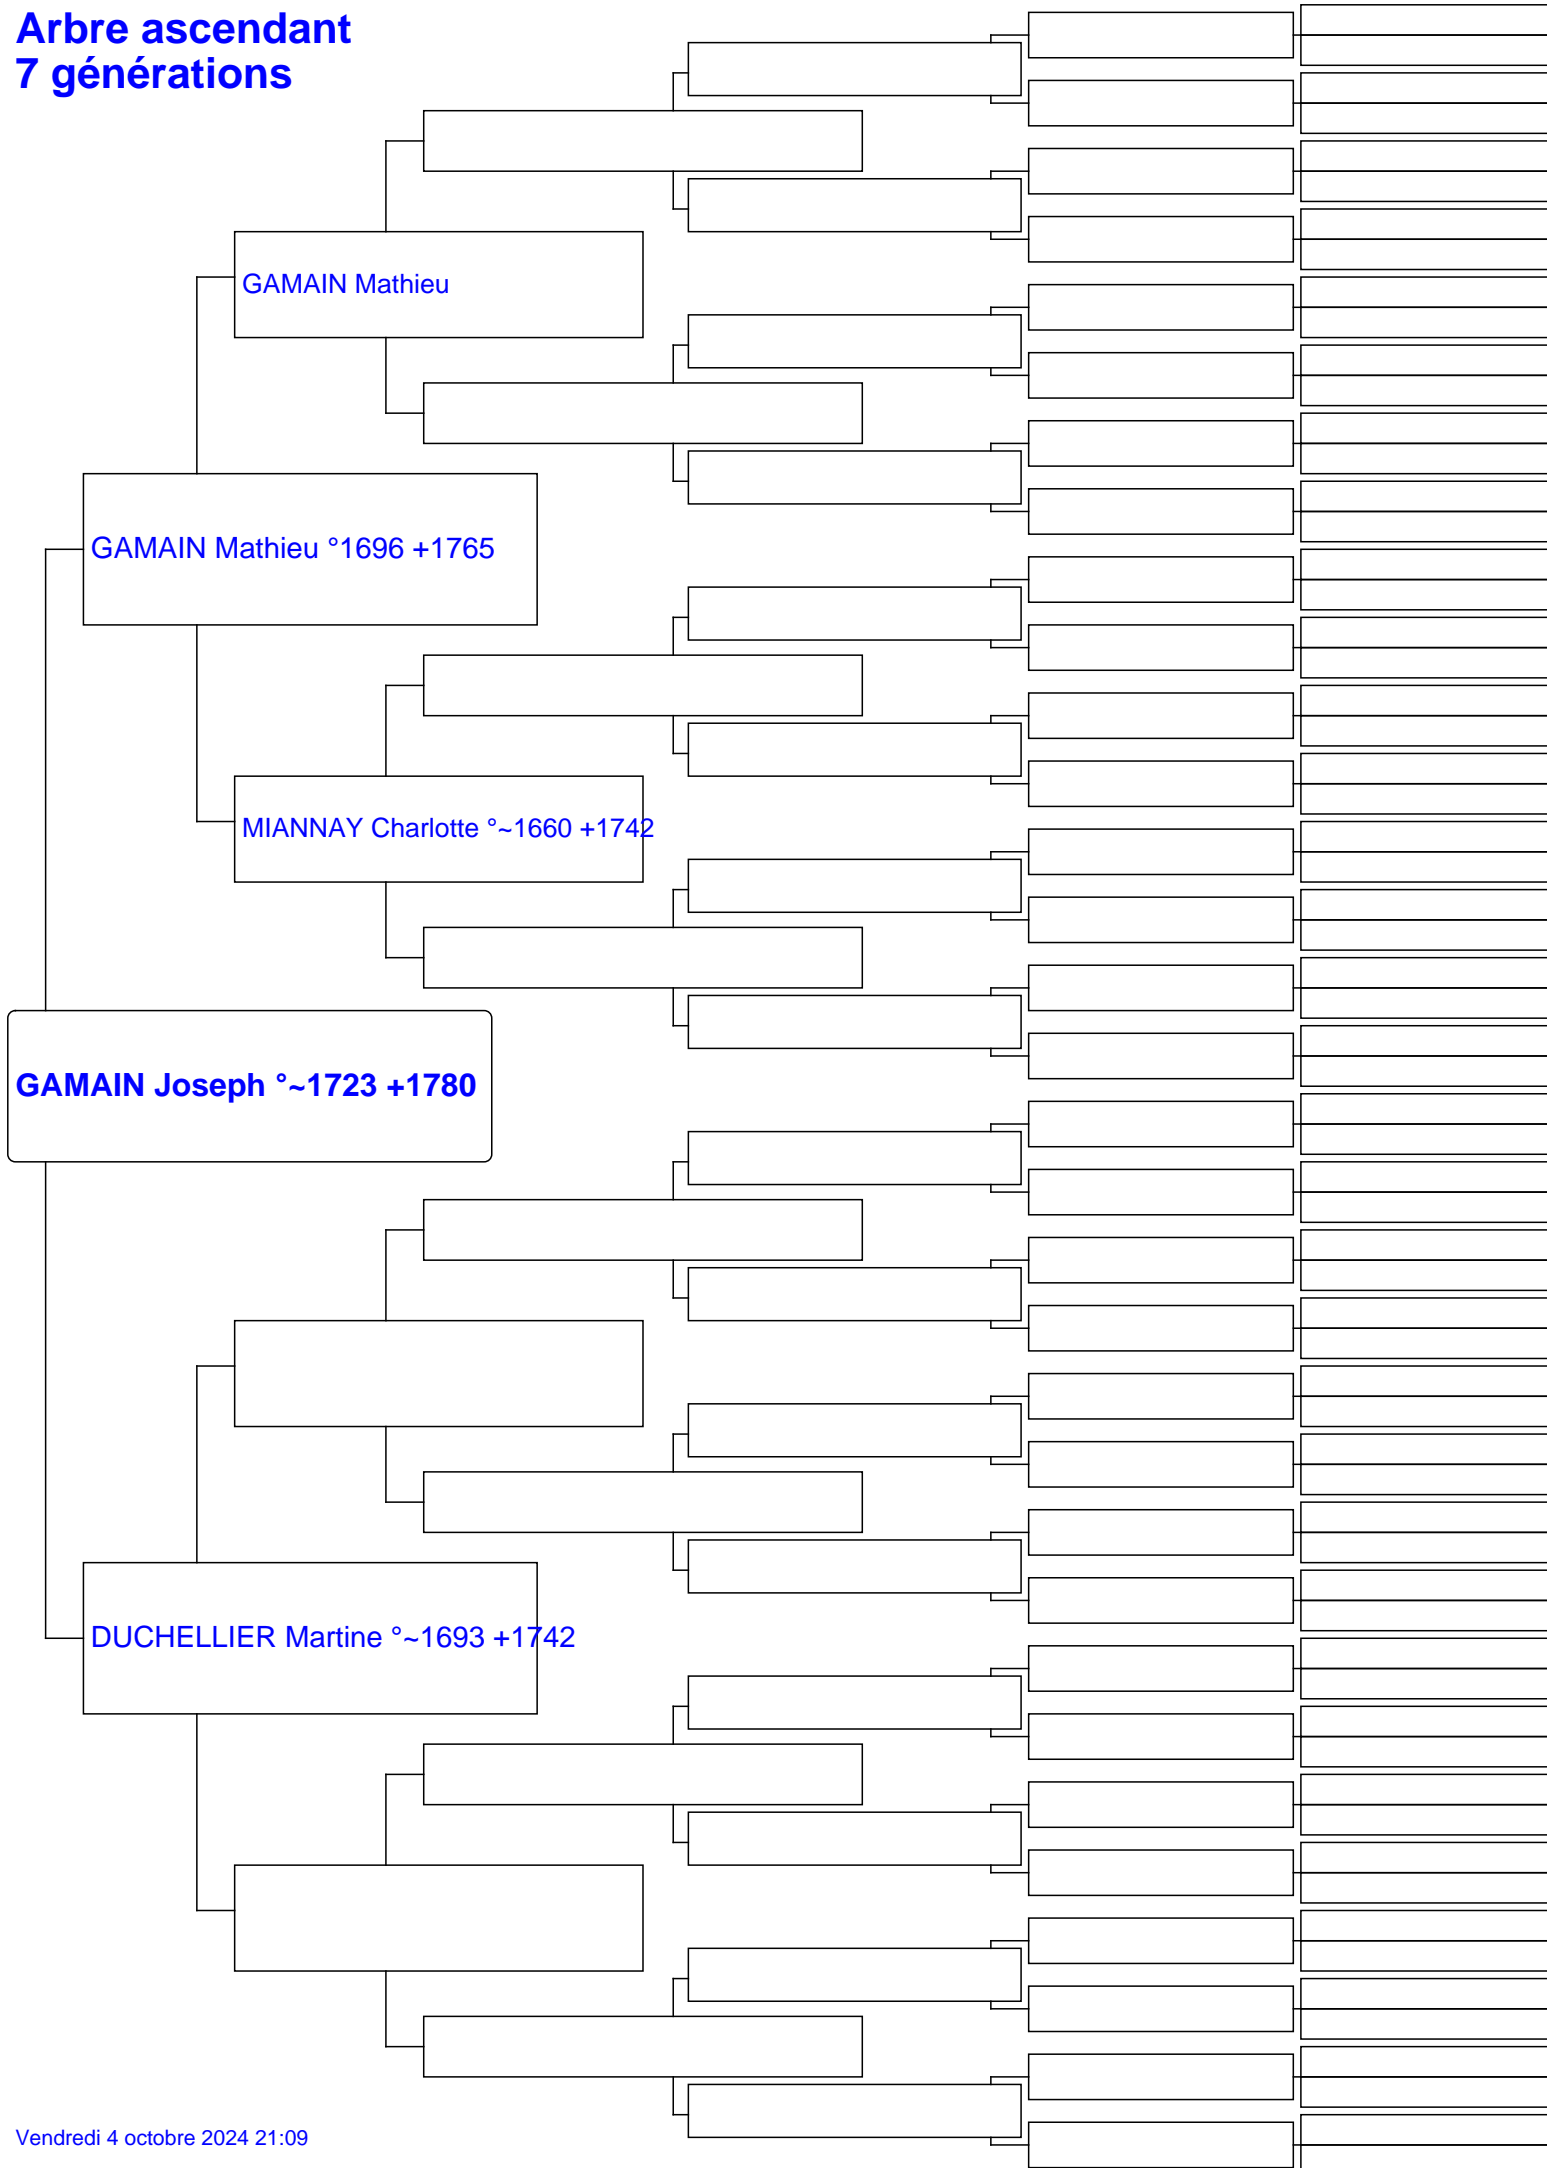 Arbre ascendant
7 générations
GAMAIN Mathieu
GAMAIN Mathieu °1696 +1765
MIANNAY Charlotte °~1660 +1742
GAMAIN Joseph °~1723 +1780
DUCHELLIER Martine °~1693 +1742
Vendredi 4 octobre 2024 21:09